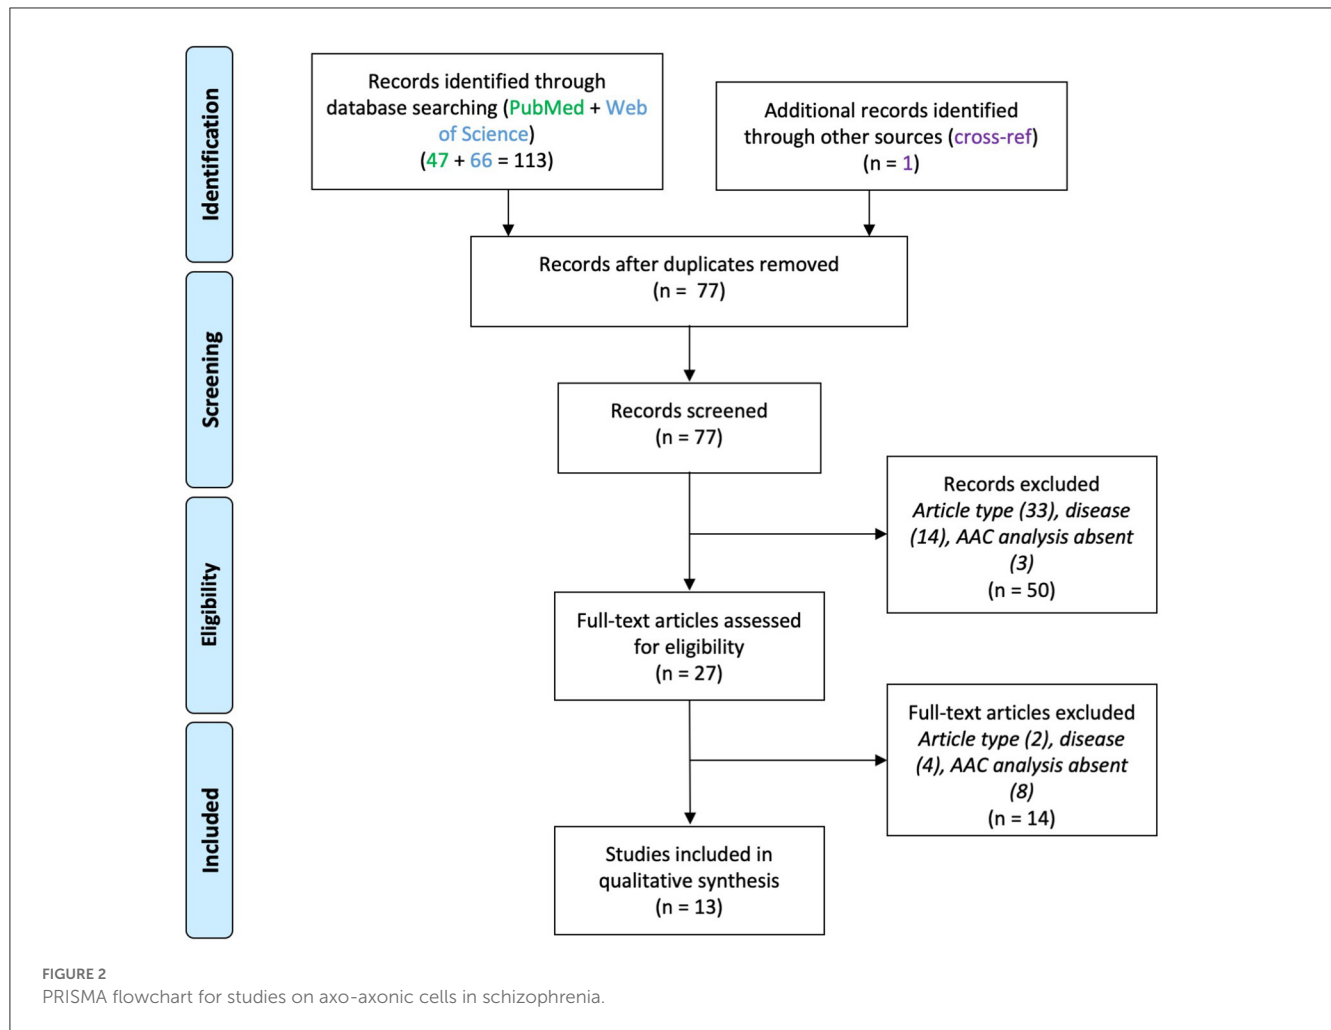 Identification
Records identified through
database searching (PubMed + Web
of Science)
(47 + 66 = 113)
Additional records identified
through other sources (cross-ref)
(n = 1)
Records after duplicates removed
(n = 77)
Screening
Records screened
(n = 77)
Records excluded
Article type (33), disease
(14), AAC analysis absent
(3)
(n = 50)
Eligibility
Full-text articles assessed
for eligibility
(n = 27)
Full-text articles excluded
Article type (2), disease
(4), AAC analysis absent
(8)
(n = 14)
Included
Studies included in
qualitative synthesis
(n = 13)
FIGURE 2
PRISMA flowchart for studies on axo-axonic cells in schizophrenia.